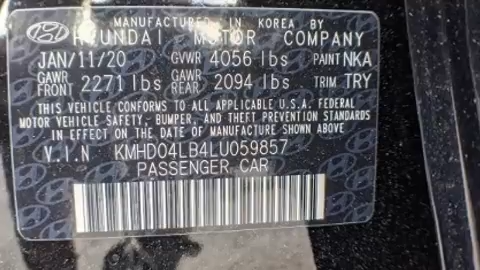 MANUFACTURED IN KOREA BY
HYUNDAI MOTOR COMPANY
JAN/11/20 GVWR 4056 lbs PAINT NKA
GAWR FRONT 2271 lbs GAWR REAR 2094 lbs TRIM TRY
THIS VEHICLE CONFORMS TO ALL APPLICABLE U.S.A. FEDERAL
MOTOR VEHICLE SAFETY, BUMPER, AND THEFT PREVENTION STANDARDS
IN EFFECT ON THE DATE OF MANUFACTURE SHOWN ABOVE
V.I.N KMHD04LB4LU059857
PASSENGER CAR